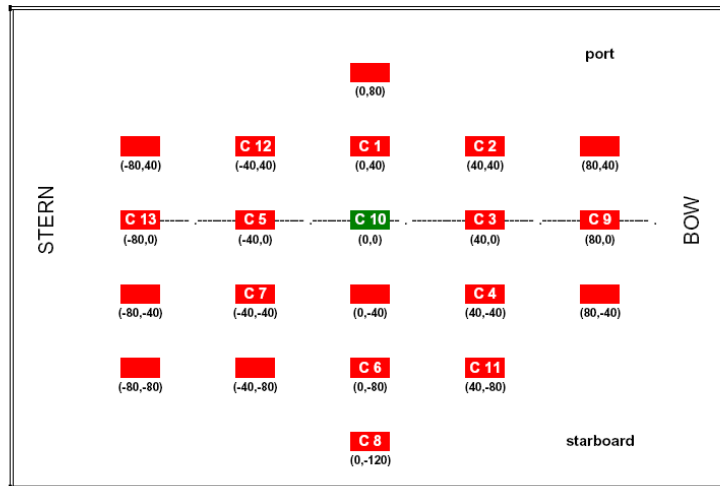 port
(0,80)
C 12 C 1 C 2
(-80,40) (-40,40) (0,40) (40,40) (80,40)
STERN
C 13 C 5 C 10 C 3 C 9
BOW
(-80,0) (-40,0) (0,0) (40,0) (80,0)
C 7 C 4
(-80,-40) (-40,-40) (0,-40) (40,-40) (80,-40)
C 6 C 11
(-80,-80) (-40,-80) (0,-80) (40,-80)
C 8 starboard
(0,-120)